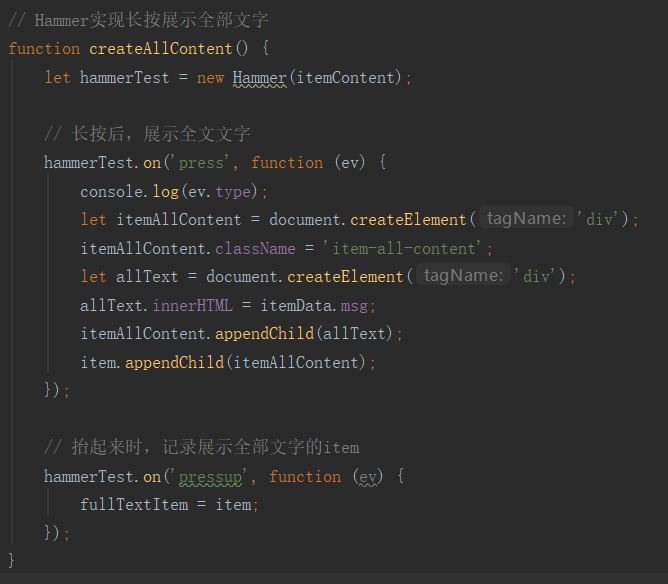 // Hammer实现长按展示全部文字
function createAllContent() {
let hammerTest = new Hammer(itemContent);
// 长按后，展示全文文字
hammerTest.on('press', function (ev) {
console.log(ev.type);
let itemAllContent = document.createElement( tagName: 'div');
itemAllContent.className = 'item-all-content';
let allText = document.createElement( tagName: 'div');
allText.innerHTML = itemData.msg;
itemAllContent.appendChild(allText);
item.appendChild(itemAllContent);
});
// 抬起来时，记录展示全部文字的item
hammerTest.on('pressup', function (ev) {
fullTextItem = item;
});
}